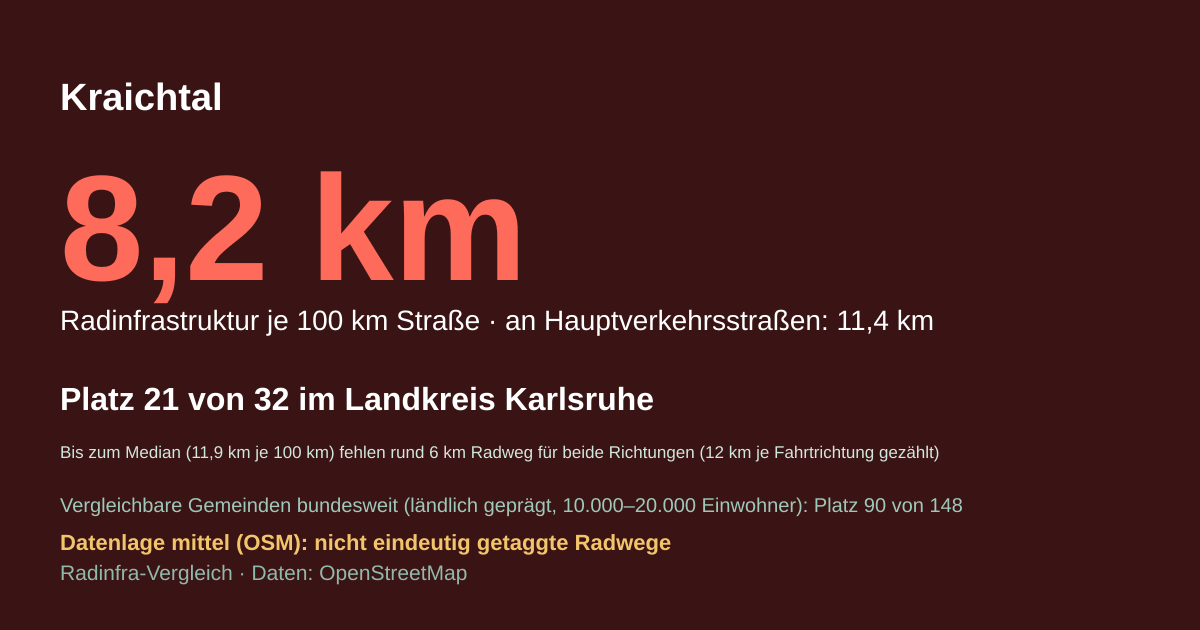 Kraichtal
8,2 km
Radinfrastruktur je 100 km Straße · an Hauptverkehrsstraßen: 11,4 km
Platz 21 von 32 im Landkreis Karlsruhe
Bis zum Median (11,9 km je 100 km) fehlen rund 6 km Radweg für beide Richtungen (12 km je Fahrtrichtung gezählt)
Vergleichbare Gemeinden bundesweit (ländlich geprägt, 10.000–20.000 Einwohner): Platz 90 von 148
Datenlage mittel (OSM): nicht eindeutig getaggte Radwege
Radinfra-Vergleich · Daten: OpenStreetMap